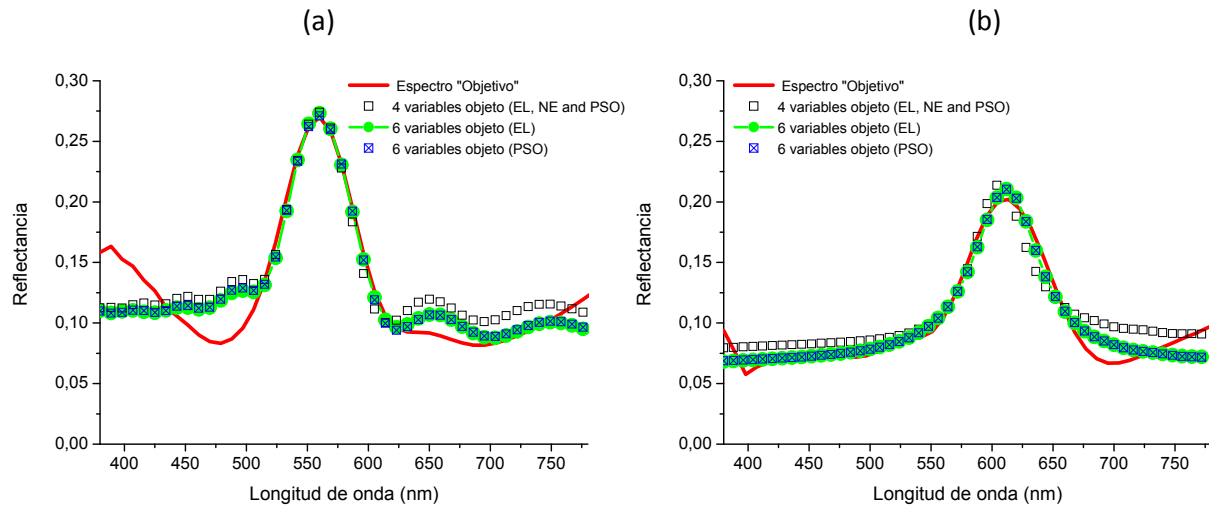 (a)
0,30
0,25
0,20
0,15
0,10
0,05
0,00
Reflectancia
Espectro "Objetivo"
4 variables objeto (EL, NE and PSO)
6 variables objeto (EL)
6 variables objeto (PSO)
400 450 500 550 600 650 700 750
Longitud de onda (nm)
(b)
0,30
0,25
0,20
0,15
0,10
0,05
0,00
Reflectancia
Espectro "Objetivo"
4 variables objeto (EL, NE and PSO)
6 variables objeto (EL)
6 variables objeto (PSO)
400 450 500 550 600 650 700 750
Longitud de onda (nm)